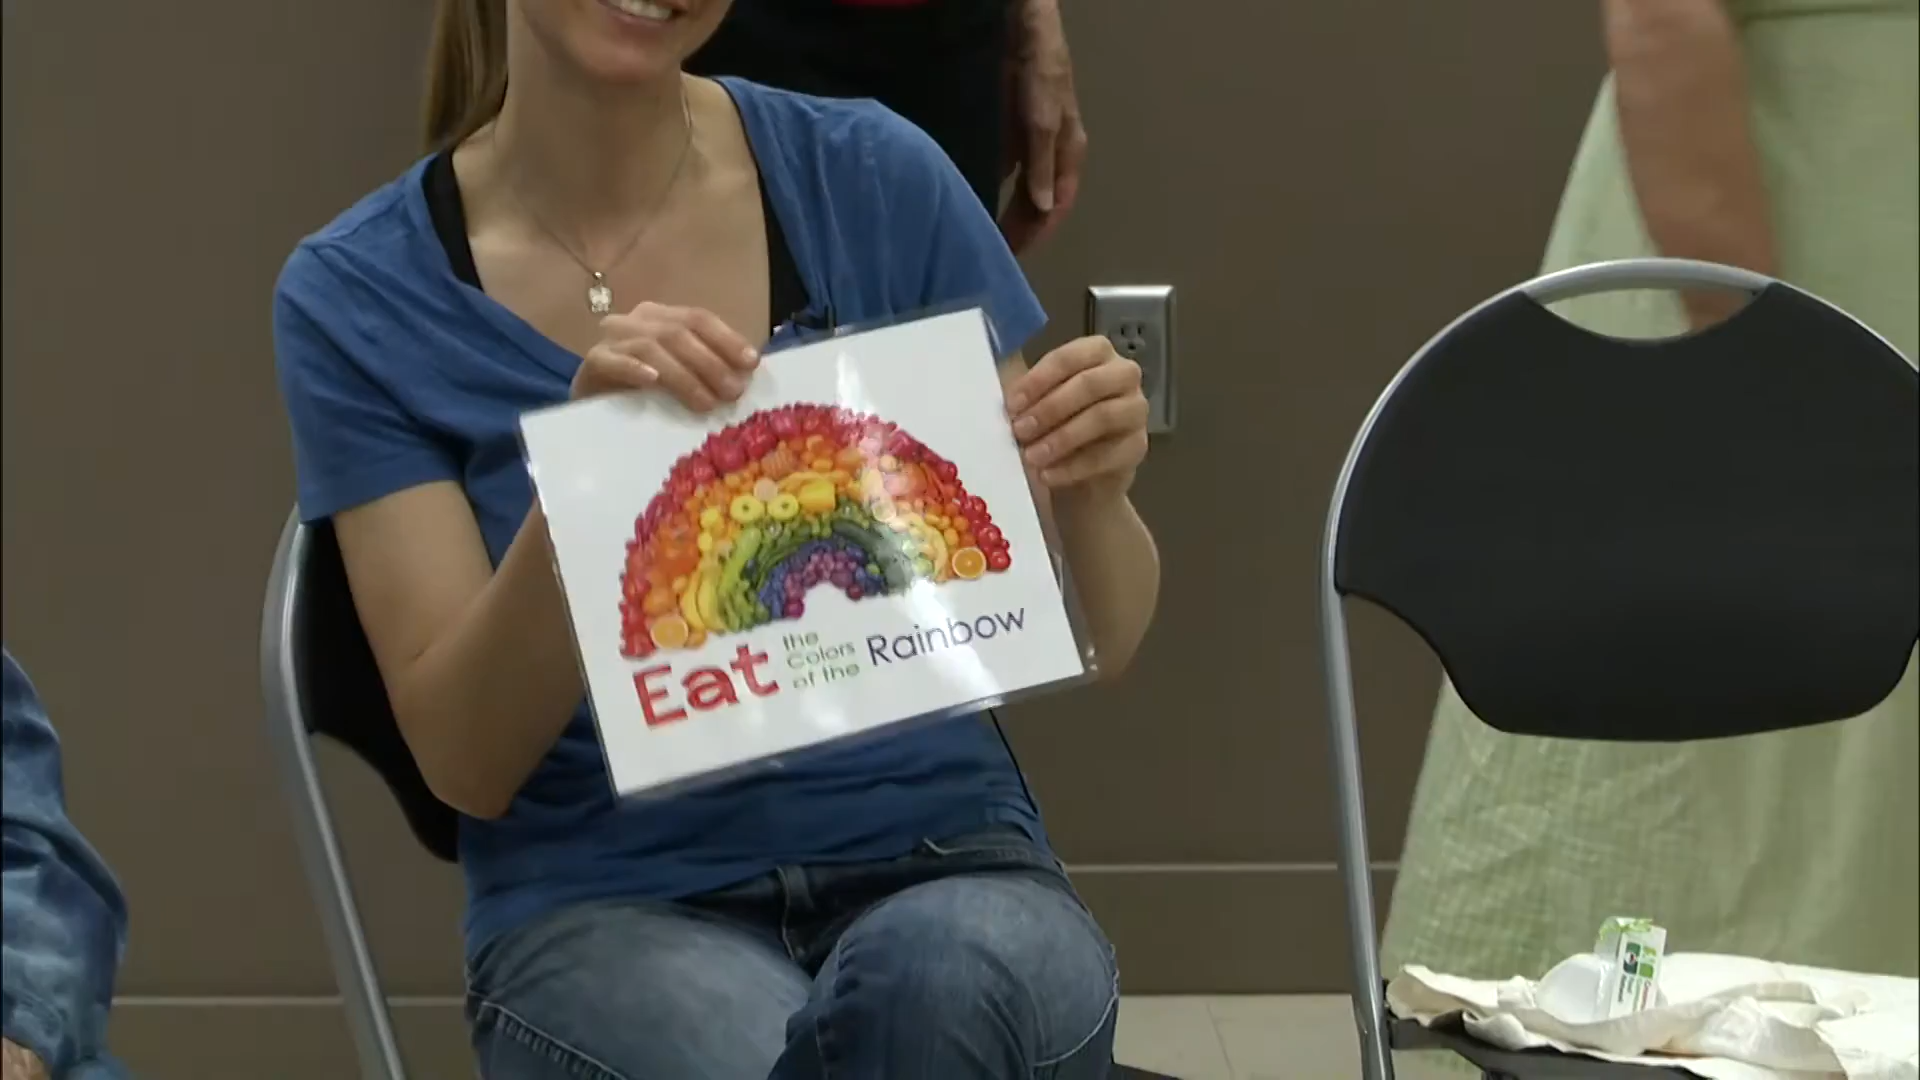 Eat
the
Colors
of the
Rainbow